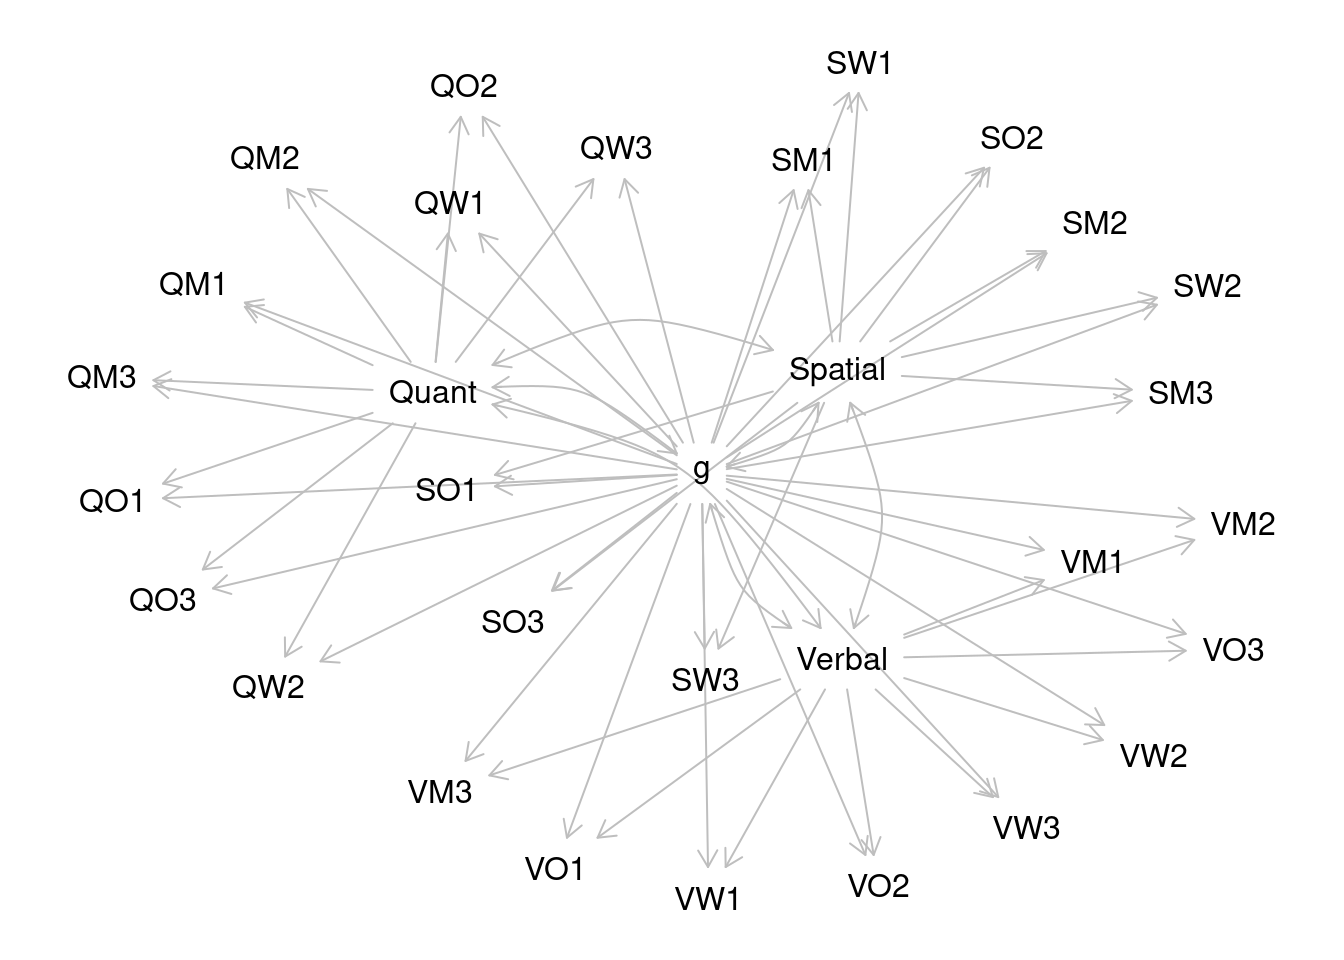 SW1
QO2
SO2
QW3
QM2
SM1
QW1
SM2
QM1
SW2
Spatial
QM3
Quant
SM3
g
SO1
QO1
VM2
VM1
QO3
SO3
VO3
Verbal
SW3
QW2
VW2
VM3
VW3
VO1
VO2
VW1